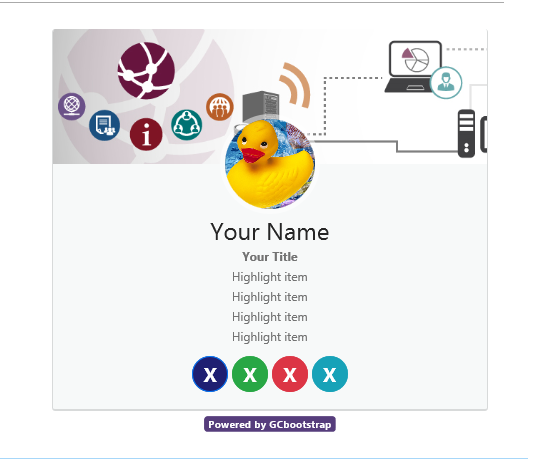 i
Your Name
Your Title
Highlight item
Highlight item
Highlight item
Highlight item
X X X X
Powered by GCbootstrap